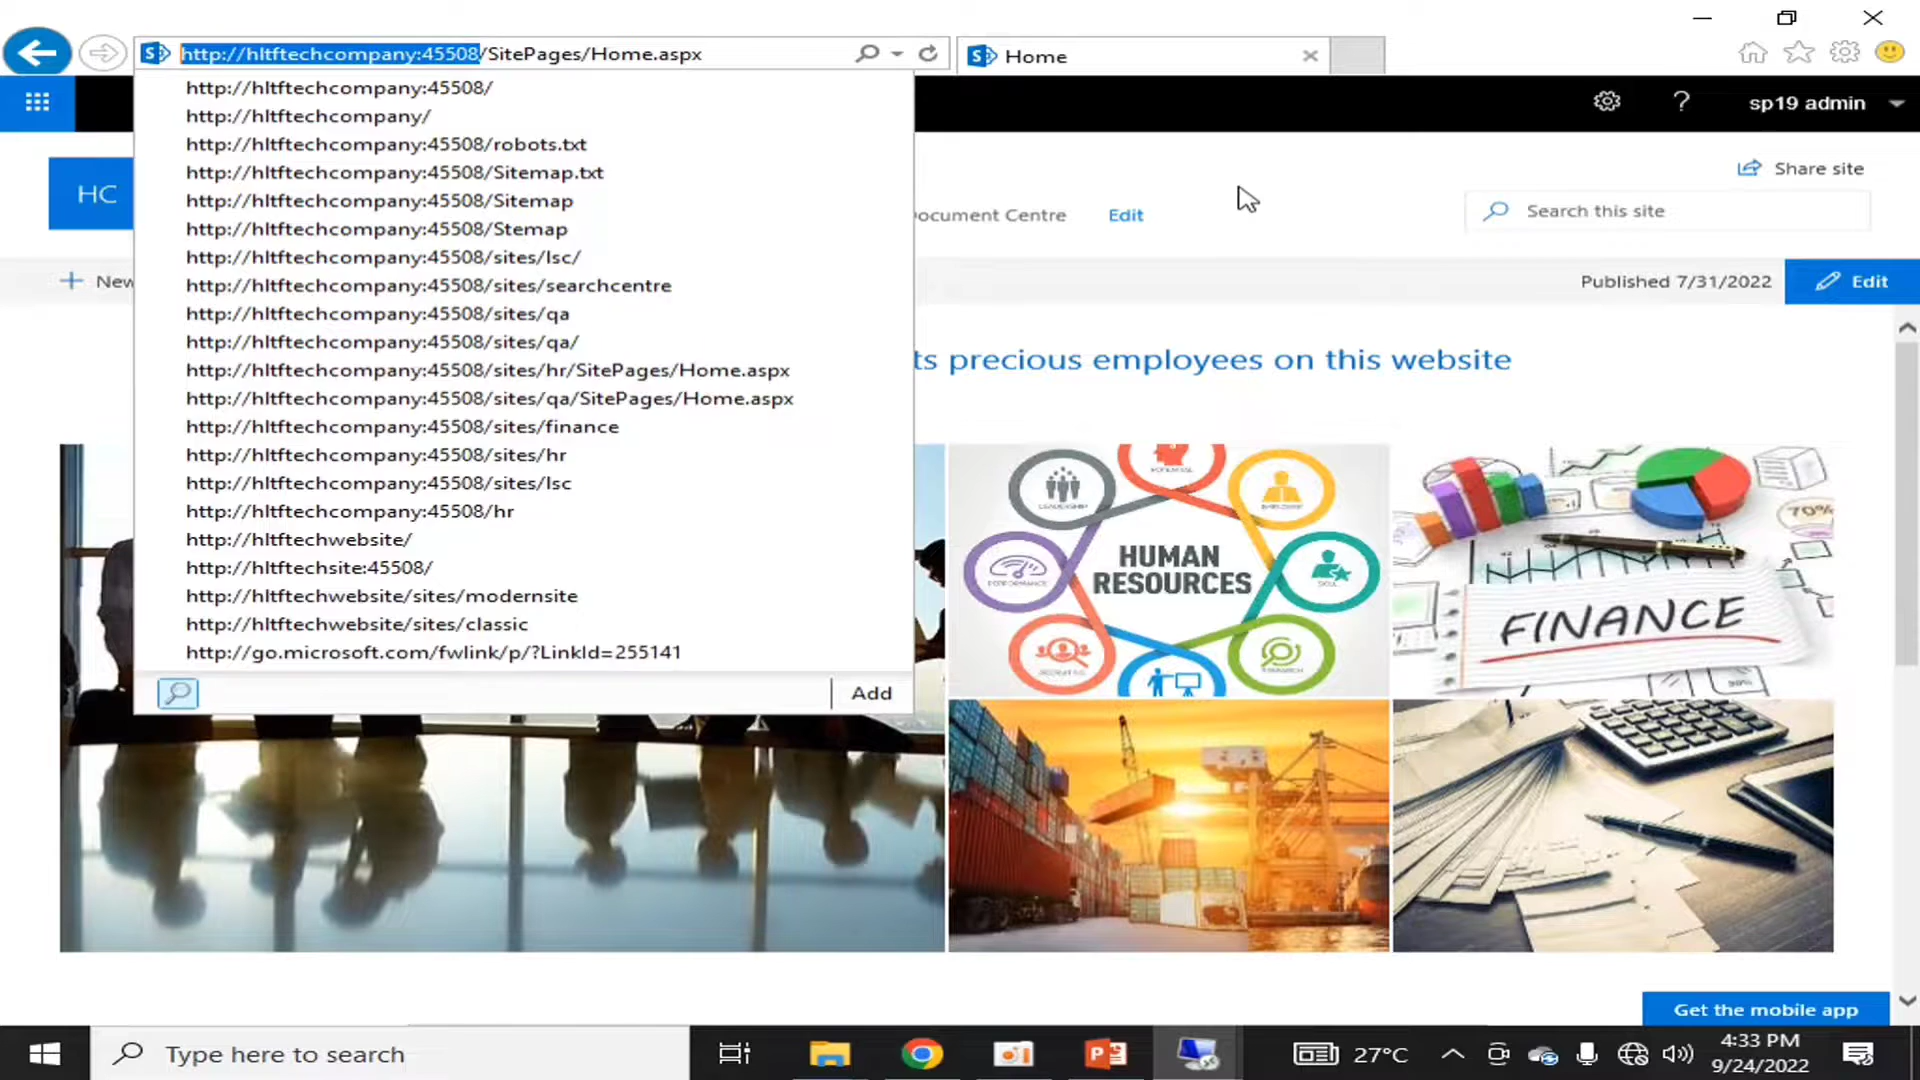 http://hltftechcompany:45508/SitePages/Home.aspx
Home
http://hltftechcompany:45508/
http://hltftechcompany/
http://hltftechcompany:45508/robots.txt
http://hltftechcompany:45508/Sitemap.txt
http://hltftechcompany:45508/Sitemap
http://hltftechcompany:45508/Stemap
http://hltftechcompany:45508/sites/lsc/
http://hltftechcompany:45508/sites/searchcentre
http://hltftechcompany:45508/sites/qa
http://hltftechcompany:45508/sites/qa/
http://hltftechcompany:45508/sites/hr/SitePages/Home.aspx
http://hltftechcompany:45508/sites/qa/SitePages/Home.aspx
http://hltftechcompany:45508/sites/finance
http://hltftechcompany:45508/sites/hr
http://hltftechcompany:45508/sites/lsc
http://hltftechcompany:45508/hr
http://hltftechwebsite/
http://hltftechsite:45508/
http://hltftechwebsite/sites/modernsite
http://hltftechwebsite/sites/classic
http://go.microsoft.com/fwlink/p/?LinkId=255141
Add
sp19 admin
HC
Share site
ocument Centre Edit
Search this site
New
Published 7/31/2022
Edit
ts precious employees on this website
LEADERSHIP
PERFORMANCE
HUMAN
RESOURCES
SKILL
70%
FINANCE
Get the mobile app
Type here to search
27°C
4:33 PM
9/24/2022